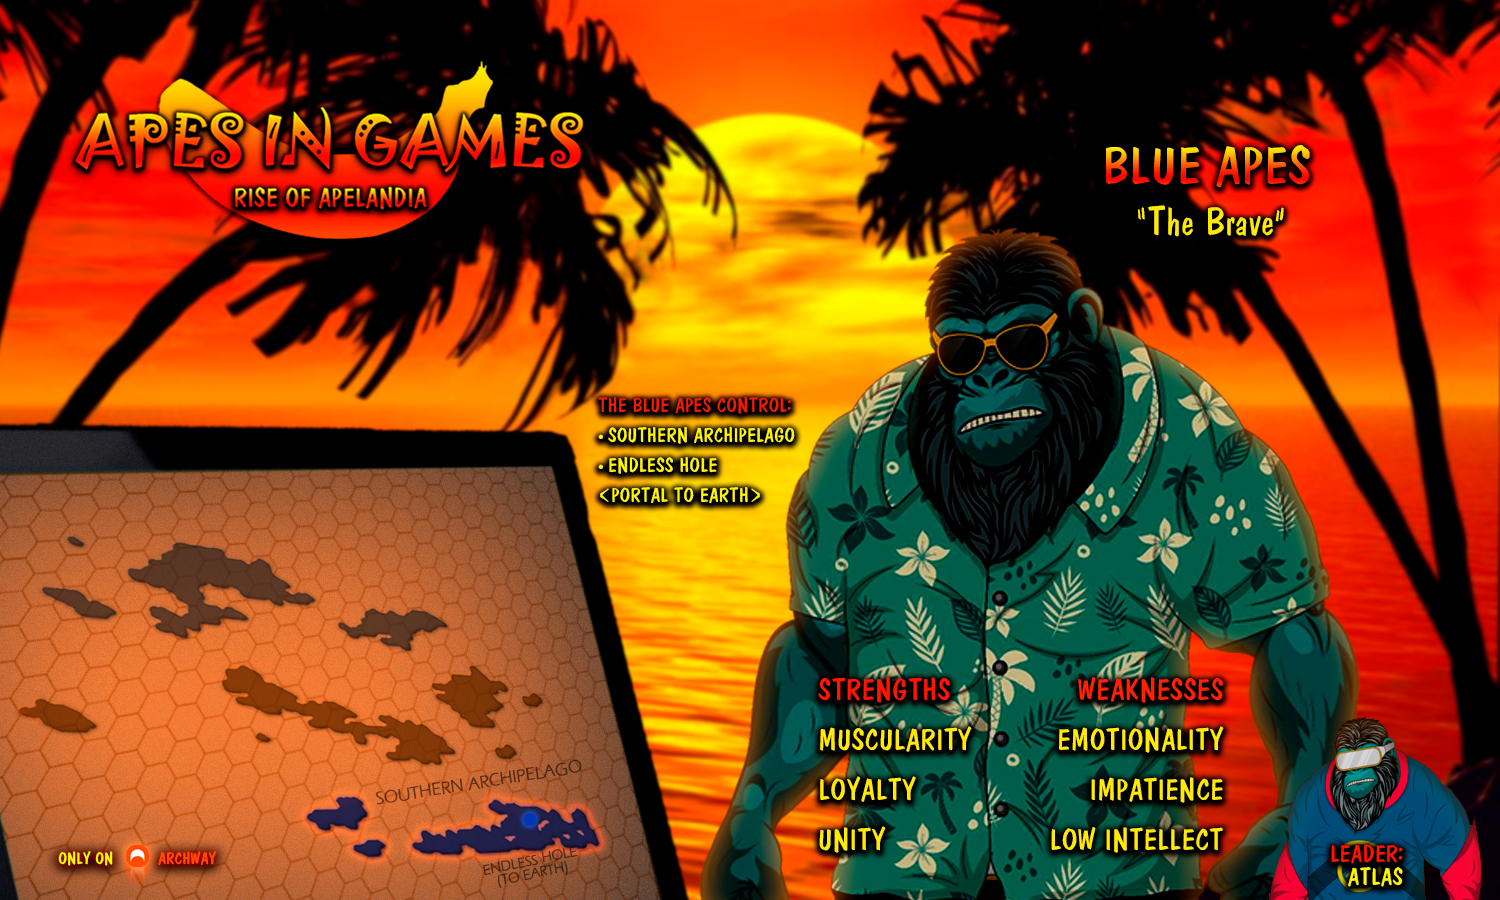 APES IN GAMES
RISE OF APELANDIA
BLUE APES
"The Brave"
THE BLUE APES CONTROL:
• SOUTHERN ARCHIPELAGO
• ENDLESS HOLE
<PORTAL TO EARTH>
STRENGTHS
MUSCULARITY
LOYALTY
UNITY
WEAKNESSES
EMOTIONALITY
IMPATIENCE
LOW INTELLECT
SOUTHERN ARCHIPELAGO
ENDLESS HOLE
(TO EARTH)
ONLY ON ARCHWAY
LEADER:
ATLAS